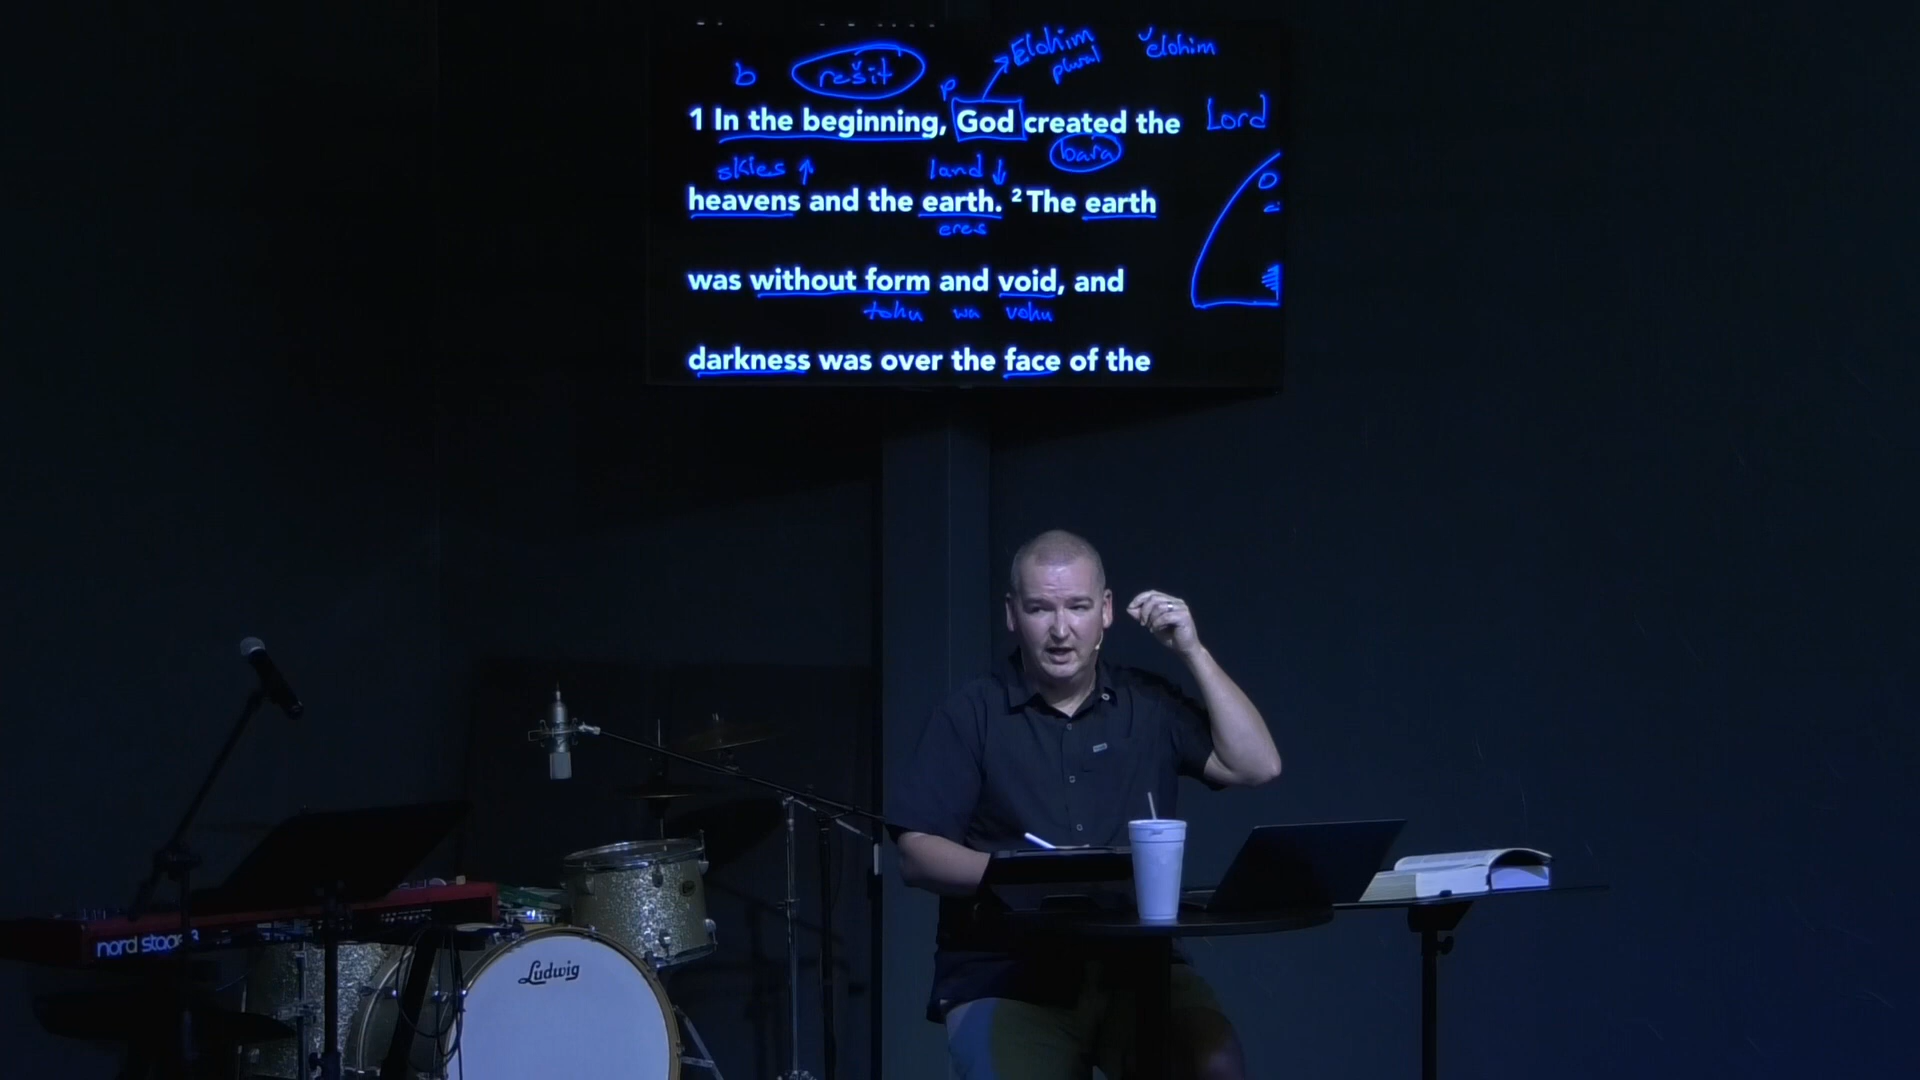 Elohim ělohim
b rešit plural
p
1 In the beginning, God created the Lord
skies ↑ land ↓ bara
heavens and the earth. ² The earth
eres
was without form and void, and
tohu wa vohu
darkness was over the face of the
nord stage 3
Ludwig